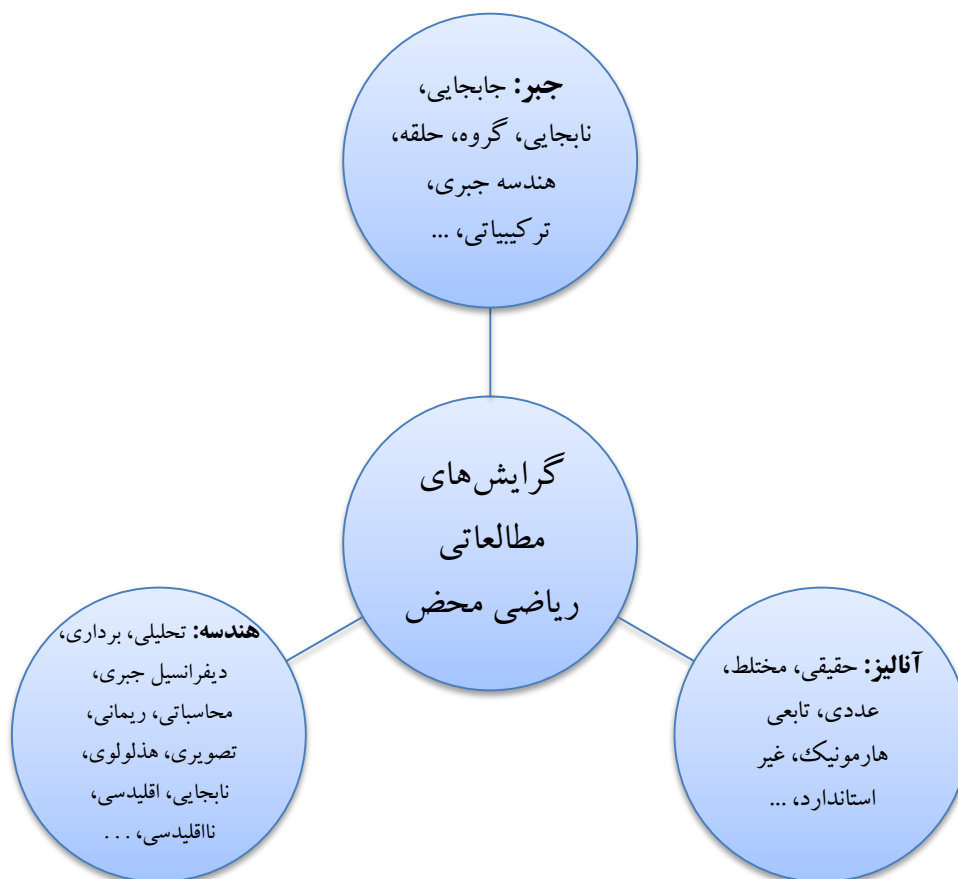 جبر: جابجایی،
نابجایی، گروه، حلقه،
هندسه جبری،
ترکیبیاتی، ...
گرایش‌های
مطالعاتی
ریاضی محض
هندسه: تحلیلی، برداری،
دیفرانسیل جبری،
محاسباتی، ریمانی،
تصویری، هذلولوی،
نابجایی، اقلیدسی،
نااقلیدسی، . . .
آنالیز: حقیقی، مختلط،
عددی، تابعی
هارمونیک، غیر
استاندارد، ...